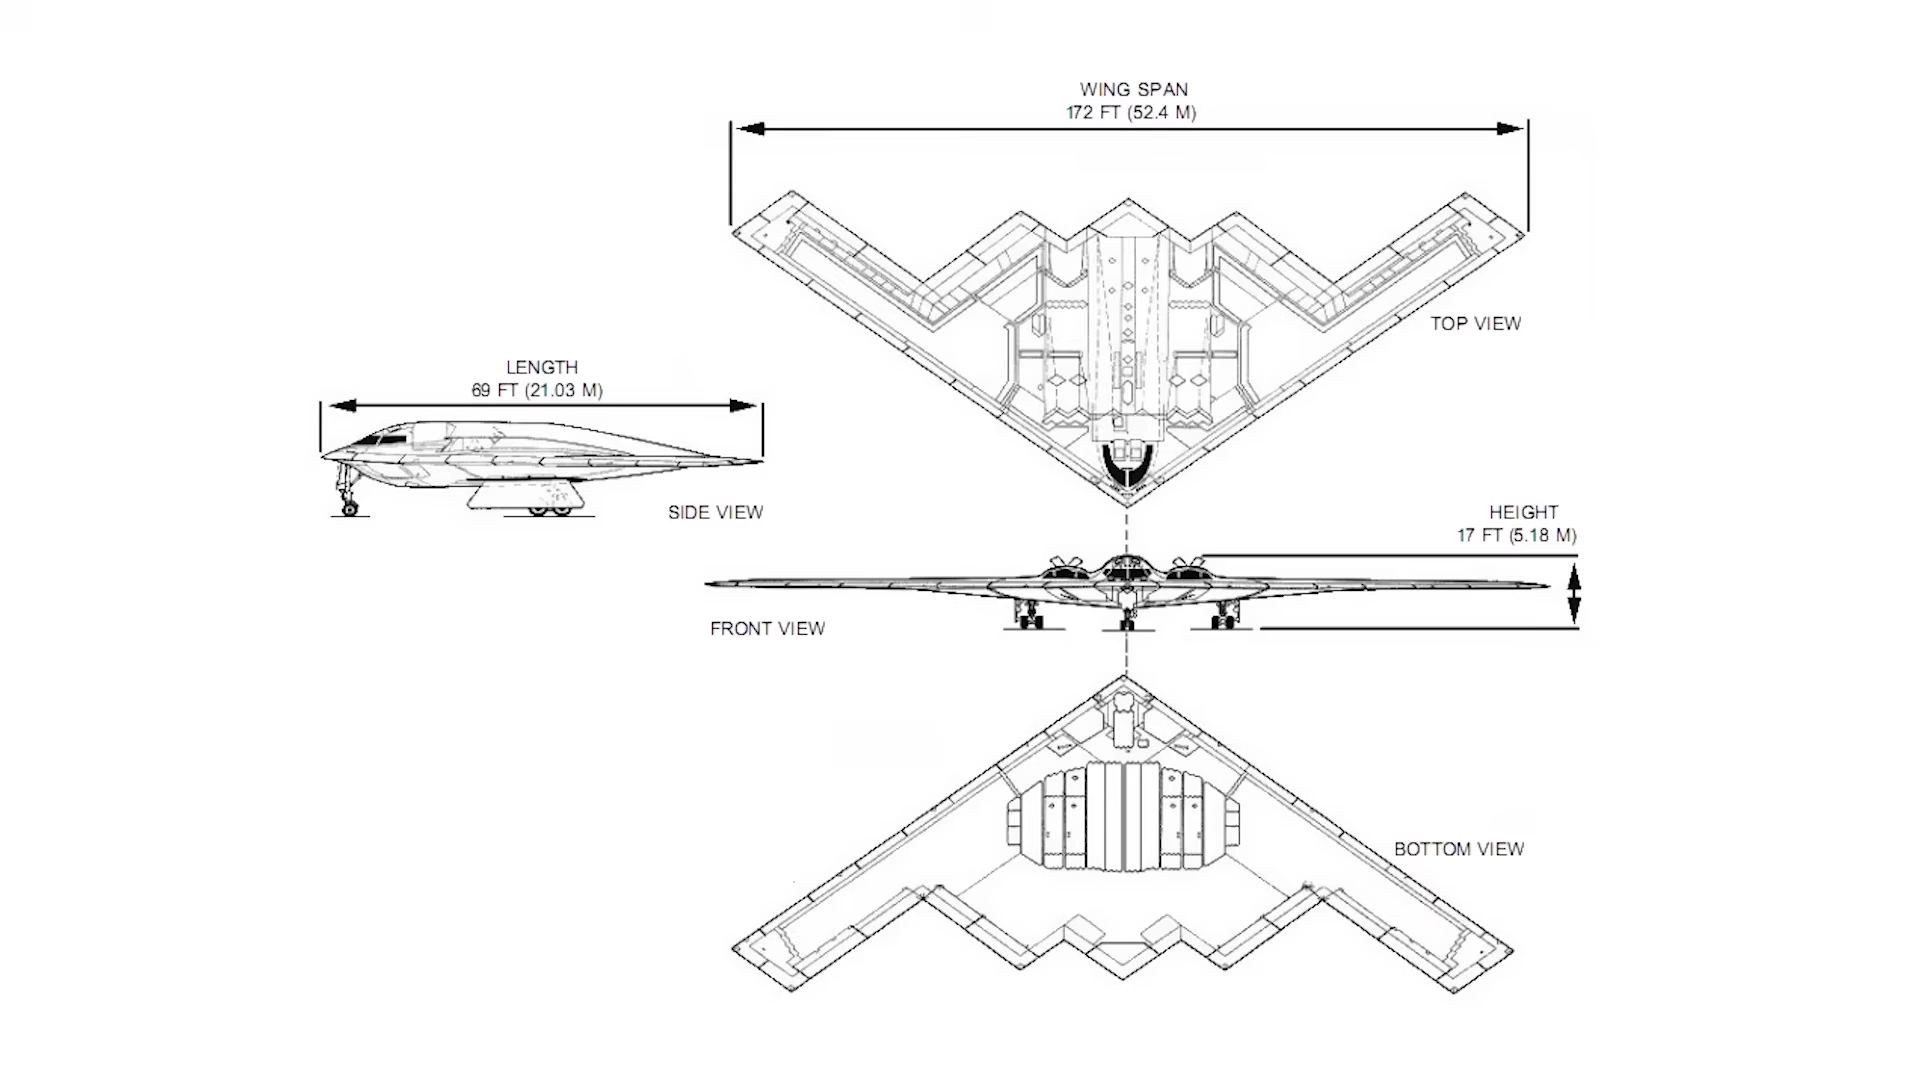 WING SPAN
172 FT (52.4 M)
TOP VIEW
LENGTH
69 FT (21.03 M)
SIDE VIEW
HEIGHT
17 FT (5.18 M)
FRONT VIEW
BOTTOM VIEW